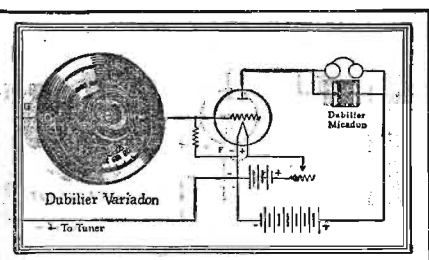 Dubilier Variadon
To Tuner
F - +
- +
- +
Dubilier
Micadon